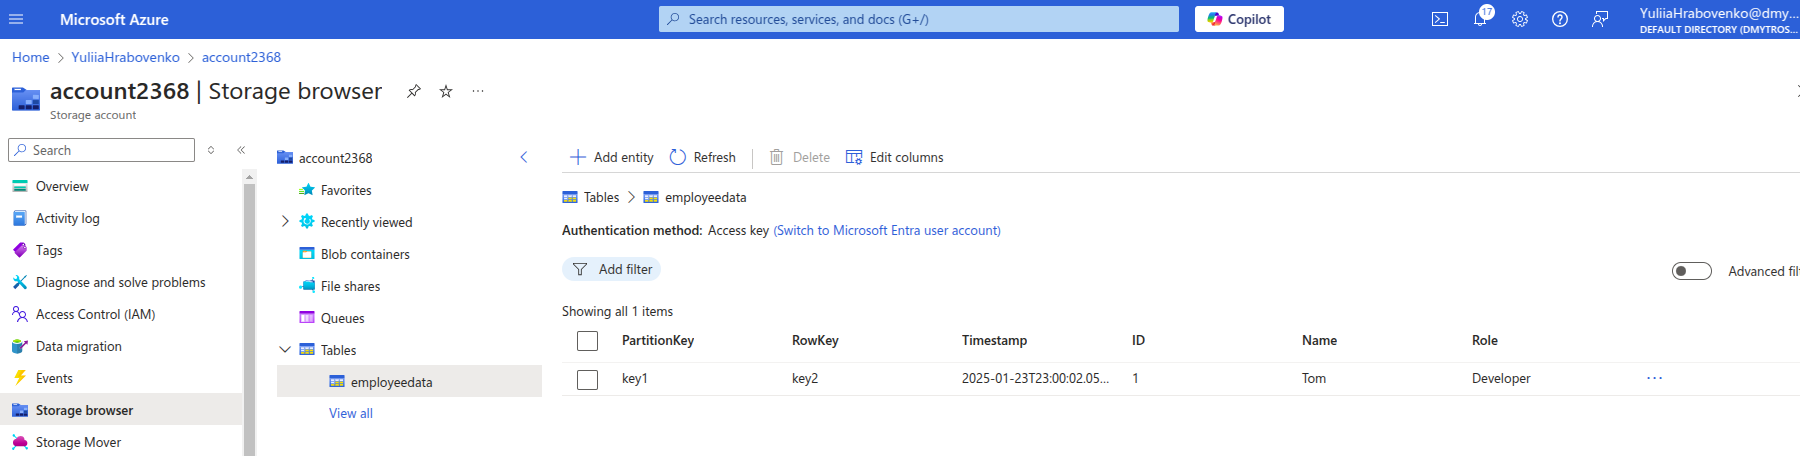 Microsoft Azure
Search resources, services, and docs (G+/)
Copilot
17
YuliiaHrabovenko@dmy...
DEFAULT DIRECTORY (DMYTROS...
Home > YuliiaHrabovenko > account2368
account2368 | Storage browser
Storage account
Search
Overview
Activity log
Tags
Diagnose and solve problems
Access Control (IAM)
Data migration
Events
Storage browser
Storage Mover
account2368
Favorites
Recently viewed
Blob containers
File shares
Queues
Tables
employeedata
View all
Add entity Refresh Delete Edit columns
Tables > employeedata
Authentication method: Access key (Switch to Microsoft Entra user account)
Add filter
Advanced
Showing all 1 items
PartitionKey RowKey Timestamp ID Name Role
key1 key2 2025-01-23T23:00:02.05... 1 Tom Developer ...